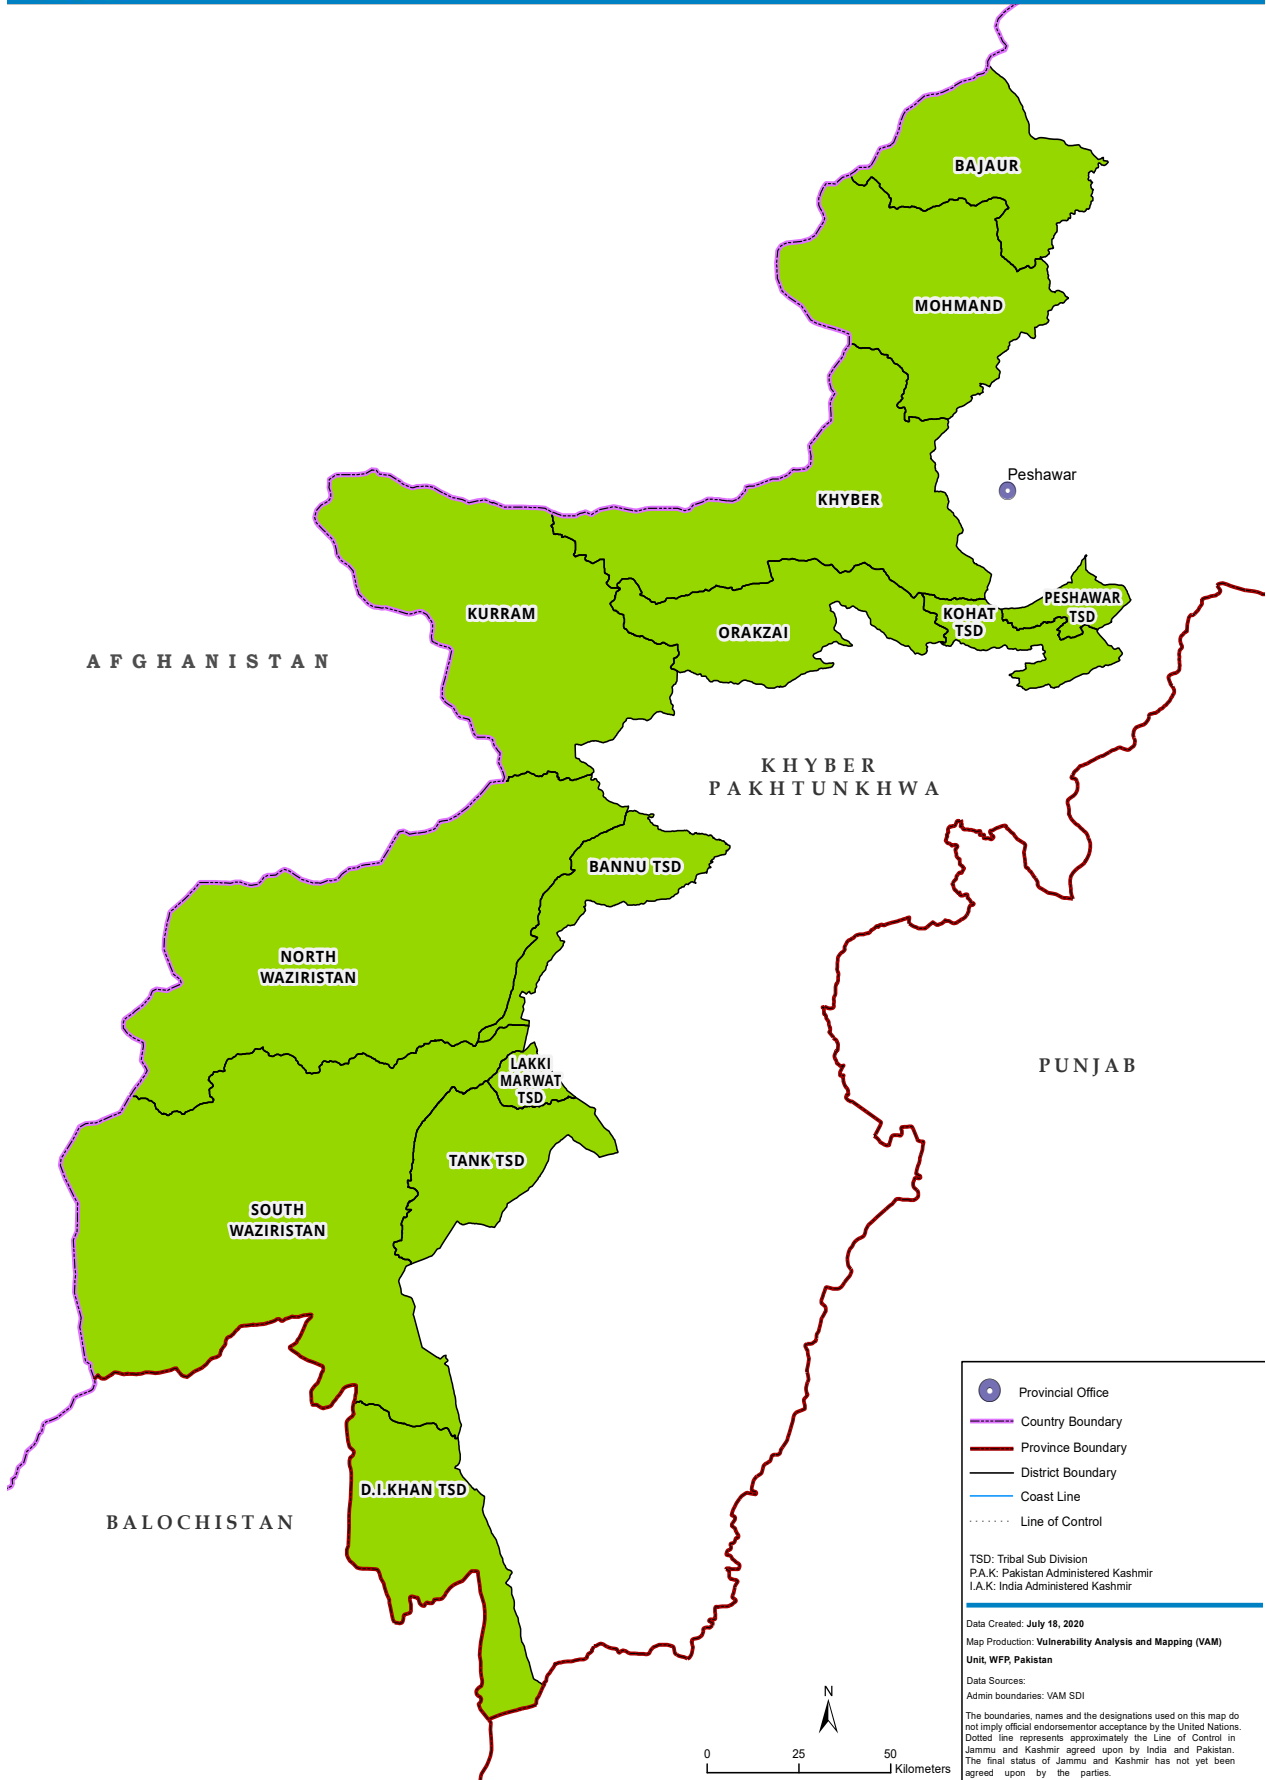 BAJAUR
MOHMAND
Peshawar
KHYBER
KURRAM
ORAKZAI
KOHAT
TSD
PESHAWAR
TSD
AFGHANISTAN
KHYBER
PAKHTUNKHWA
BANNU TSD
NORTH
WAZIRISTAN
LAKKI
MARWAT
TSD
PUNJAB
TANK TSD
SOUTH
WAZIRISTAN
D.I.KHAN TSD
BALOCHISTAN
Provincial Office
Country Boundary
Province Boundary
District Boundary
Coast Line
Line of Control
TSD: Tribal Sub Division
P.A.K: Pakistan Administered Kashmir
I.A.K: India Administered Kashmir
Data Created: July 18, 2020
Map Production: Vulnerability Analysis and Mapping (VAM)
Unit, WFP, Pakistan
Data Sources:
Admin boundaries: VAM SDI
The boundaries, names and the designations used on this map do
not imply official endorsementor acceptance by the United Nations.
Dotted line represents approximately the Line of Control in
Jammu and Kashmir agreed upon by India and Pakistan.
The final status of Jammu and Kashmir has not yet been
agreed upon by the parties.
N
0 25 50
Kilometers